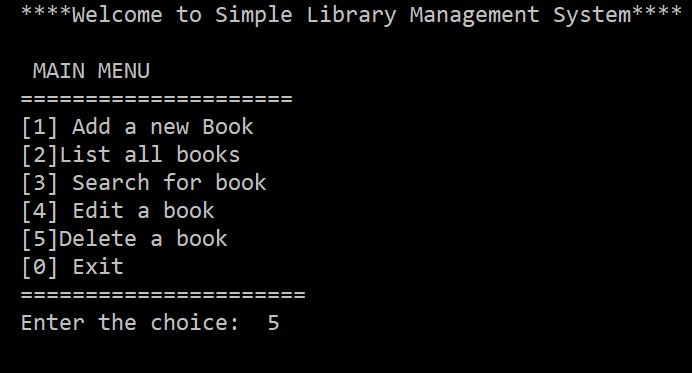 ****Welcome to Simple Library Management System****
MAIN MENU
=====================
[1] Add a new Book
[2]List all books
[3] Search for book
[4] Edit a book
[5]Delete a book
[0] Exit
======================
Enter the choice:  5